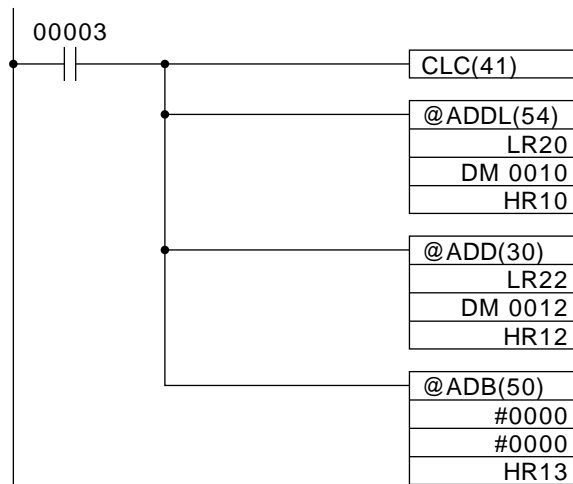 00003
CLC(41)
@ADDL(54)
LR20
DM 0010
HR10
@ADD(30)
LR22
DM 0012
HR12
@ADB(50)
#0000
#0000
HR13